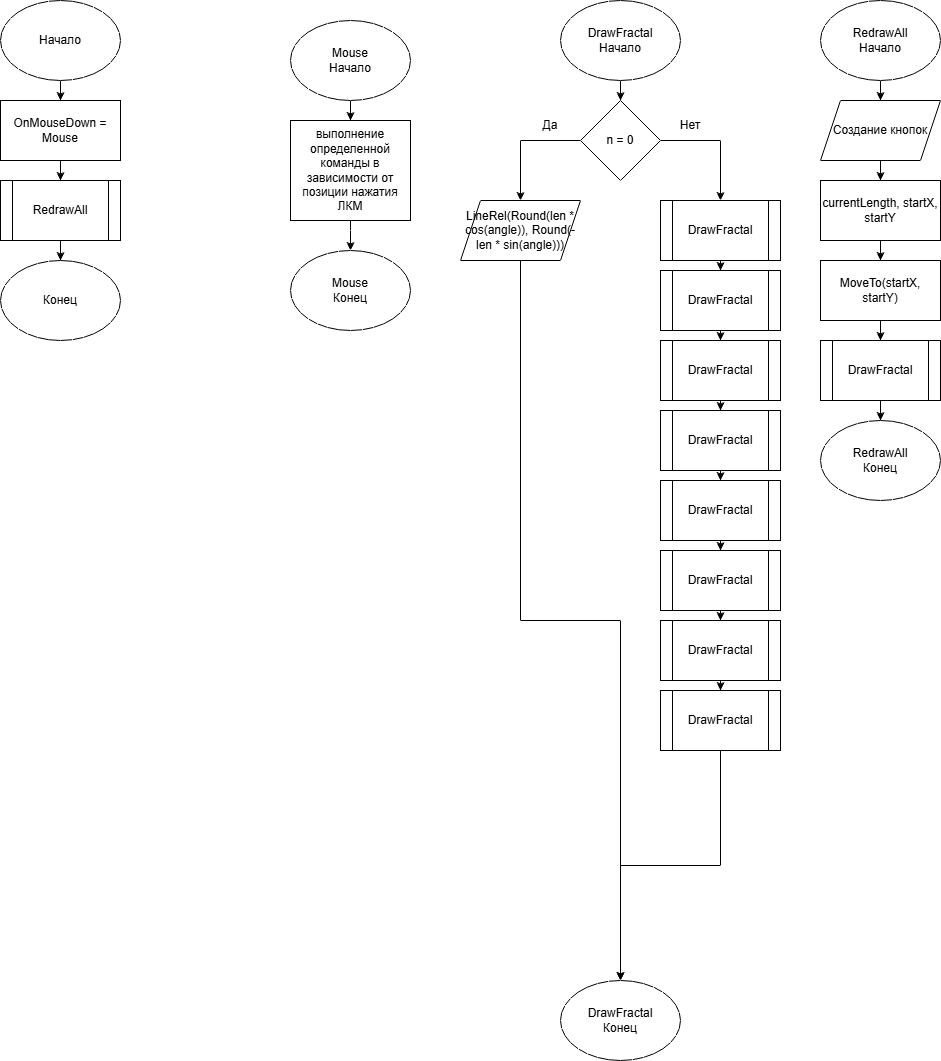 Начало
OnMouseDown =
Mouse
RedrawAll
Конец
Mouse
Начало
выполнение
определенной
команды в
зависимости от
позиции нажатия
ЛКМ
Mouse
Конец
DrawFractal
Начало
Да
n = 0
Нет
LineRel(Round(len *
cos(angle)), Round(-
len * sin(angle)))
DrawFractal
DrawFractal
DrawFractal
DrawFractal
DrawFractal
DrawFractal
DrawFractal
DrawFractal
DrawFractal
Конец
RedrawAll
Начало
Создание кнопок
currentLength, startX,
startY
MoveTo(startX,
startY)
DrawFractal
RedrawAll
Конец